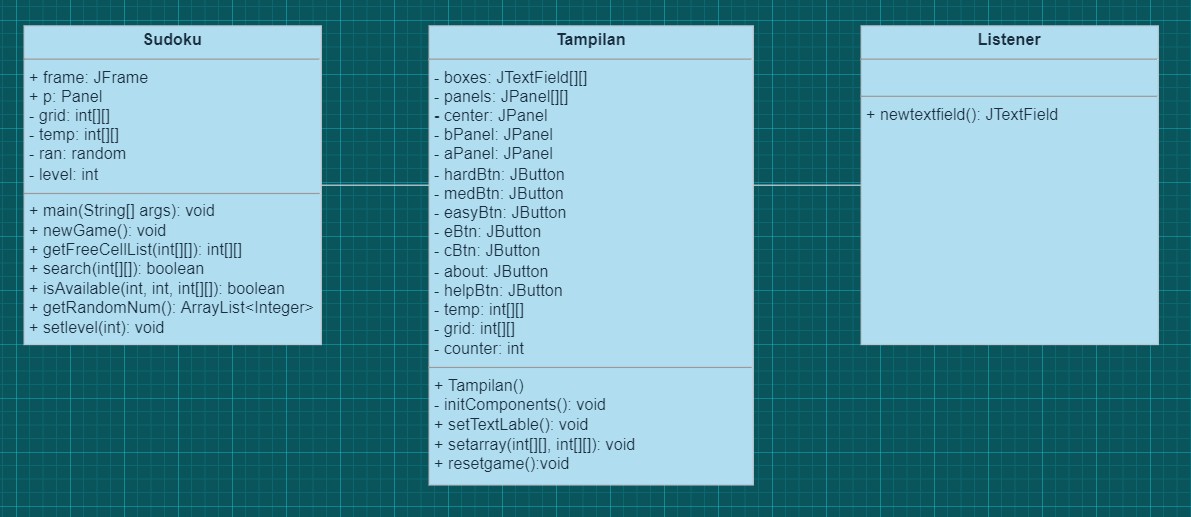 Sudoku
+ frame: JFrame
+ p: Panel
- grid: int[][]
- temp: int[][]
- ran: random
- level: int
+ main(String[] args): void
+ newGame(): void
+ getFreeCellList(int[][]): int[][]
+ search(int[][]): boolean
+ isAvailable(int, int, int[][]): boolean
+ getRandomNum(): ArrayList<Integer>
+ setlevel(int): void
Tampilan
- boxes: JTextField[][]
- panels: JPanel[][]
- center: JPanel
- bPanel: JPanel
- aPanel: JPanel
- hardBtn: JButton
- medBtn: JButton
- easyBtn: JButton
- eBtn: JButton
- cBtn: JButton
- about: JButton
- helpBtn: JButton
- temp: int[][]
- grid: int[][]
- counter: int
+ Tampilan()
- initComponents(): void
+ setTextLable(): void
+ setarray(int[][], int[][]): void
+ resetgame():void
Listener
+ newtextfield(): JTextField